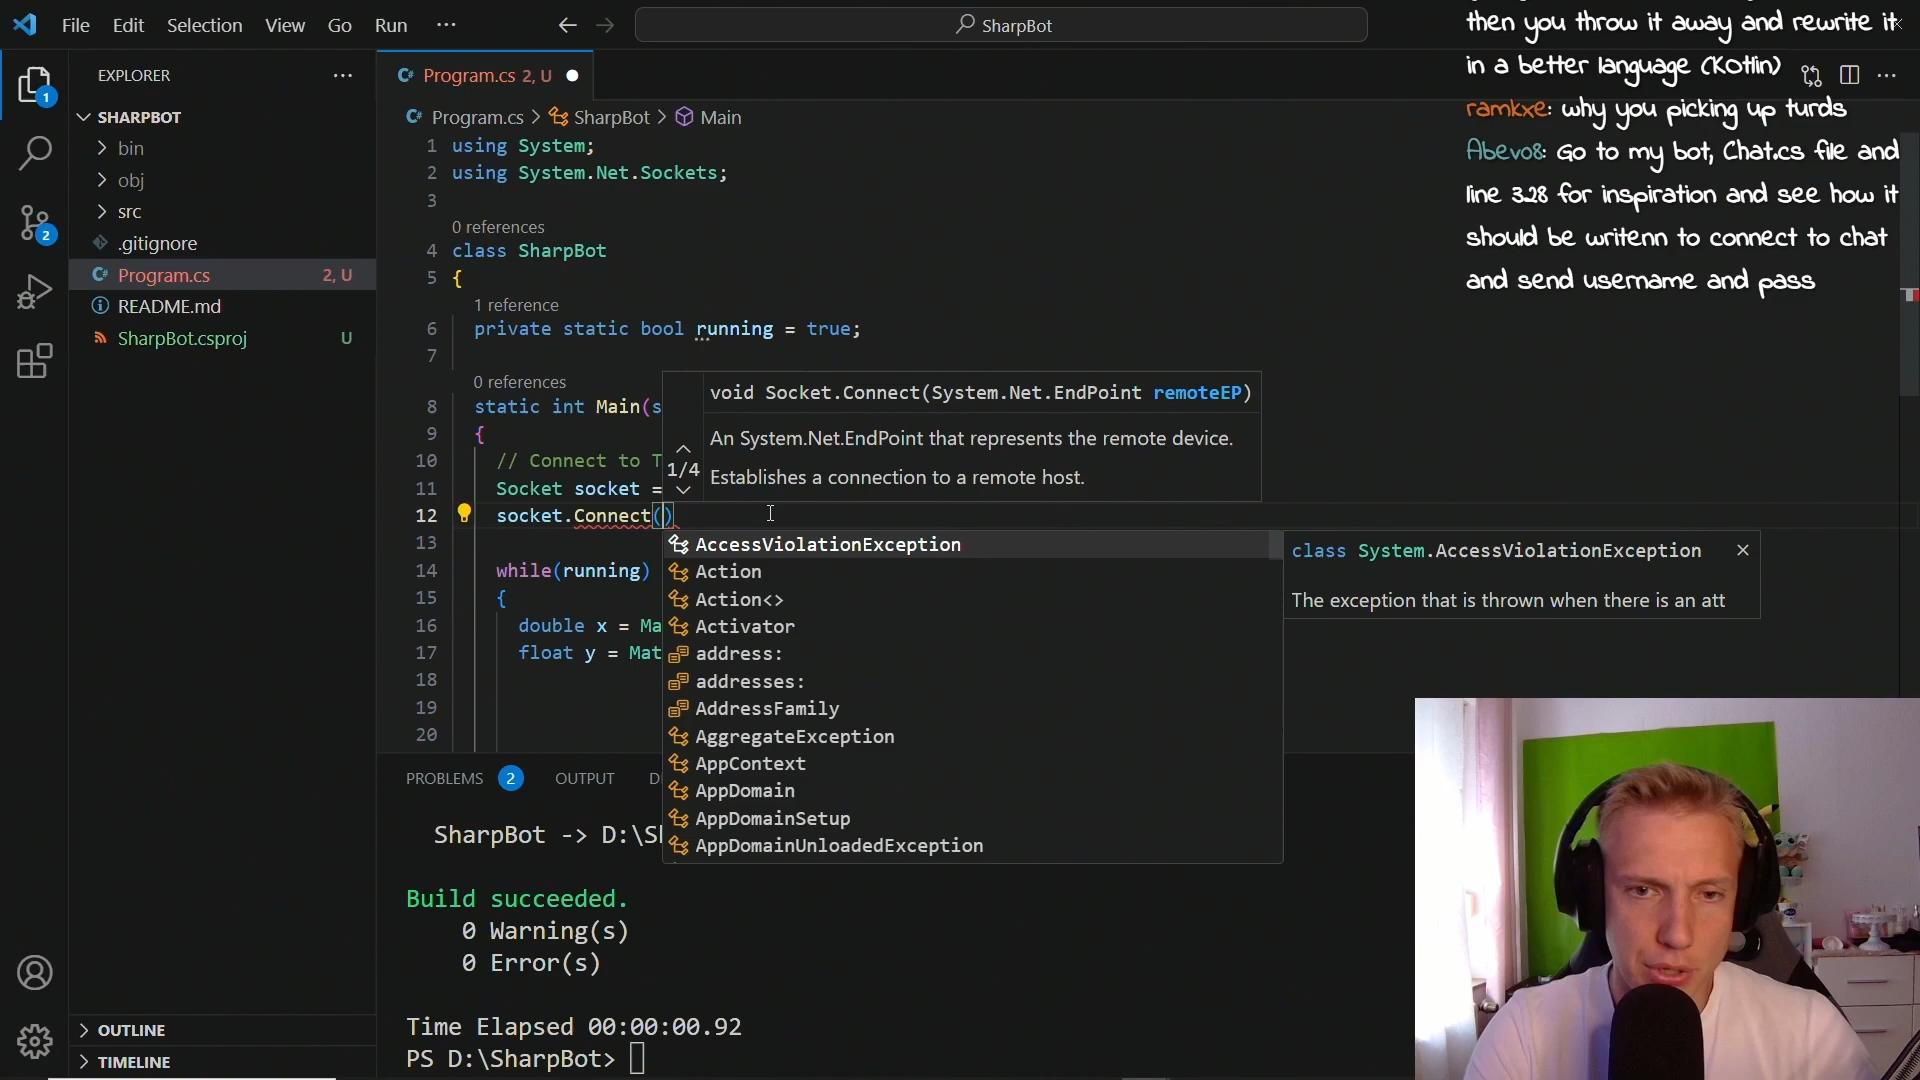 File Edit Selection View Go Run ···
SharpBot
then you throw it away and rewrite it
in a better language (Kotlin)
ramkxe: why you picking up turds
Abevo8: Go to my bot, Chat.cs file and
line 328 for inspiration and see how it
should be writenn to connect to chat
and send username and pass
EXPLORER
SHARPBOT
bin
obj
src
.gitignore
Program.cs 2, U
README.md
SharpBot.csproj U
OUTLINE
TIMELINE
1
2
Program.cs 2, U
Program.cs > SharpBot > Main
1 using System;
2 using System.Net.Sockets;
3
0 references
4 class SharpBot
5 {
1 reference
6 private static bool running = true;
7
0 references
8 static int Main(s
9 {
10 // Connect to T
11 Socket socket =
12 socket.Connect()
13
14 while(running)
15 {
16 double x = Ma
17 float y = Mat
18
19
20
void Socket.Connect(System.Net.EndPoint remoteEP)
An System.Net.EndPoint that represents the remote device.
1/4
Establishes a connection to a remote host.
AccessViolationException
Action
Action<>
Activator
address:
addresses:
AddressFamily
AggregateException
AppContext
AppDomain
AppDomainSetup
AppDomainUnloadedException
class System.AccessViolationException
The exception that is thrown when there is an att
PROBLEMS 2 OUTPUT D
SharpBot -> D:\S
Build succeeded.
0 Warning(s)
0 Error(s)
Time Elapsed 00:00:00.92
PS D:\SharpBot>